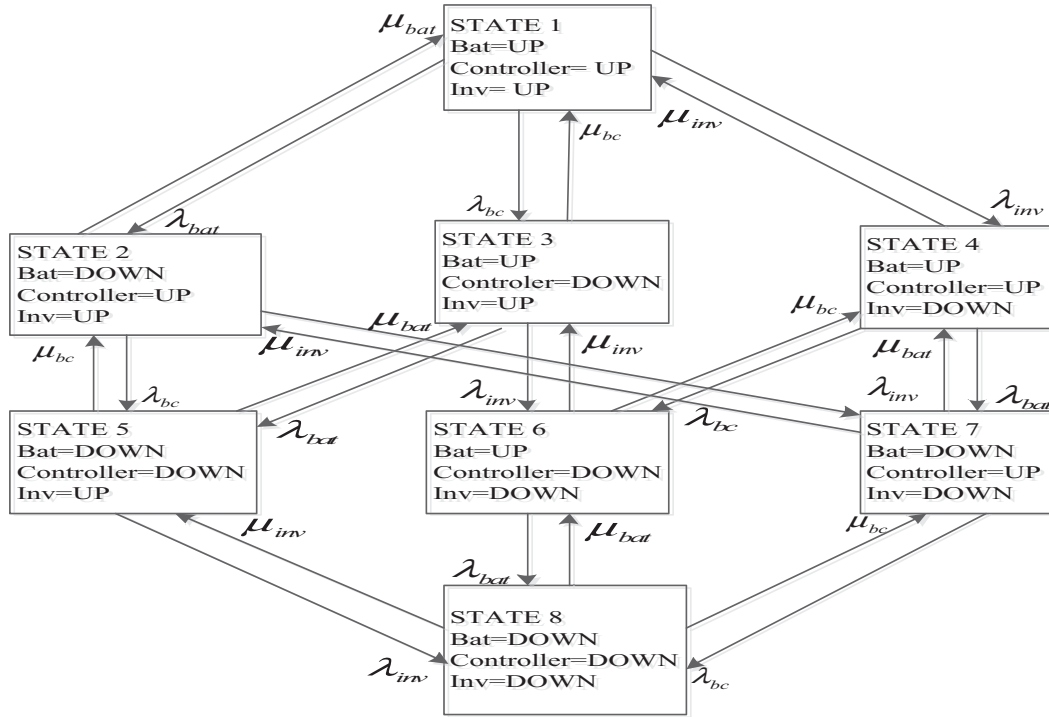 μbat
STATE 1
Bat=UP
Controller= UP
Inv= UP
μinv
μbc
λbat
λbc
λinv
STATE 2
Bat=DOWN
Controller=UP
Inv=UP
STATE 3
Bat=UP
Controller=DOWN
Inv=UP
STATE 4
Bat=UP
Controller=UP
Inv=DOWN
μbc
μinv
μbat
μinv
μbc
μbat
λbc
λbat
λinv
λbc
λinv
λbat
STATE 5
Bat=DOWN
Controller=DOWN
Inv=UP
STATE 6
Bat=UP
Controller=DOWN
Inv=DOWN
STATE 7
Bat=DOWN
Controller=UP
Inv=DOWN
μinv
μbat
μbc
λbat
λinv
λbc
STATE 8
Bat=DOWN
Controller=DOWN
Inv=DOWN